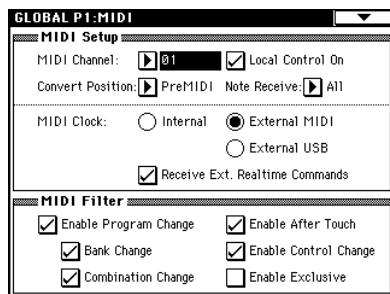 GLOBAL P1:MIDI
MIDI Setup
MIDI Channel: 01 Local Control On
Convert Position: PreMIDI Note Receive: All
MIDI Clock: Internal External MIDI
External USB
Receive Ext. Realtime Commands
MIDI Filter
Enable Program Change Enable After Touch
Bank Change Enable Control Change
Combination Change Enable Exclusive